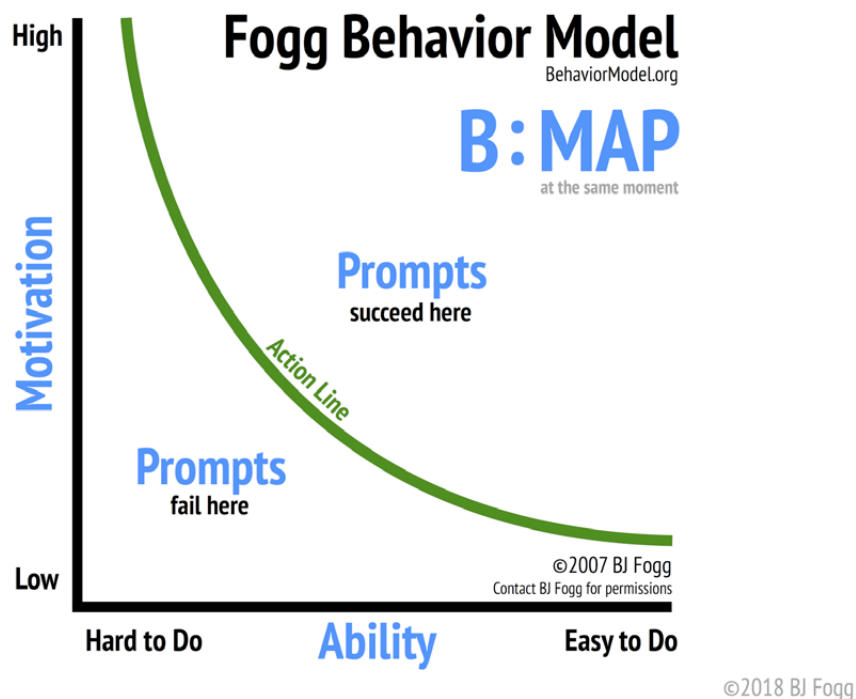 High
Fogg Behavior Model
BehaviorModel.org
B:MAP
at the same moment
Motivation
Prompts
succeed here
Action Line
Prompts
fail here
Low
©2007 BJ Fogg
Contact BJ Fogg for permissions
Hard to Do
Ability
Easy to Do
©2018 BJ Fogg